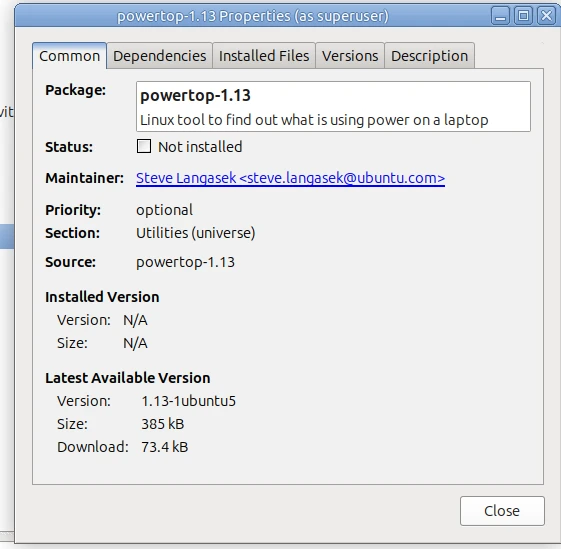 powertop-1.13 Properties (as superuser)
Common Dependencies Installed Files Versions Description
Package: powertop-1.13
Linux tool to find out what is using power on a laptop
Status: Not installed
Maintainer: Steve Langasek <steve.langasek@ubuntu.com>
Priority: optional
Section: Utilities (universe)
Source: powertop-1.13
Installed Version
Version: N/A
Size: N/A
Latest Available Version
Version: 1.13-1ubuntu5
Size: 385 kB
Download: 73.4 kB
Close